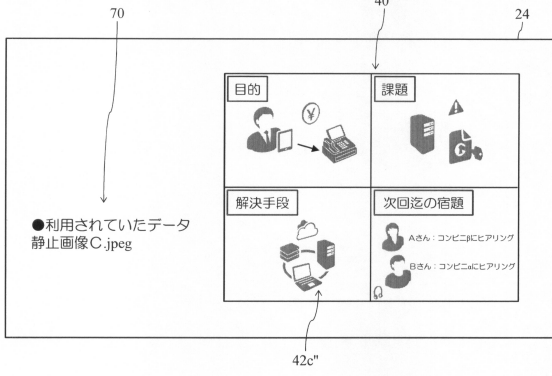 70
40
24
目的
¥
課題
●利用されていたデータ
静止画像C.jpeg
解決手段
次回迄の宿題
Aさん：コンビニβにヒアリング
Bさん：コンビニαにヒアリング
42c"